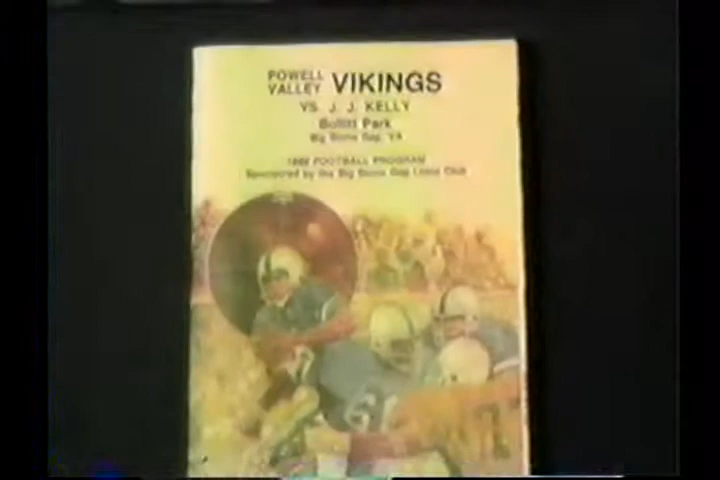 POWELL VALLEY VIKINGS
VS. J. J. KELLY
Bullitt Park
Big Stone Gap, VA
FOOTBALL PROGRAM
Sponsored by the Big Stone Gap Lions Club
61